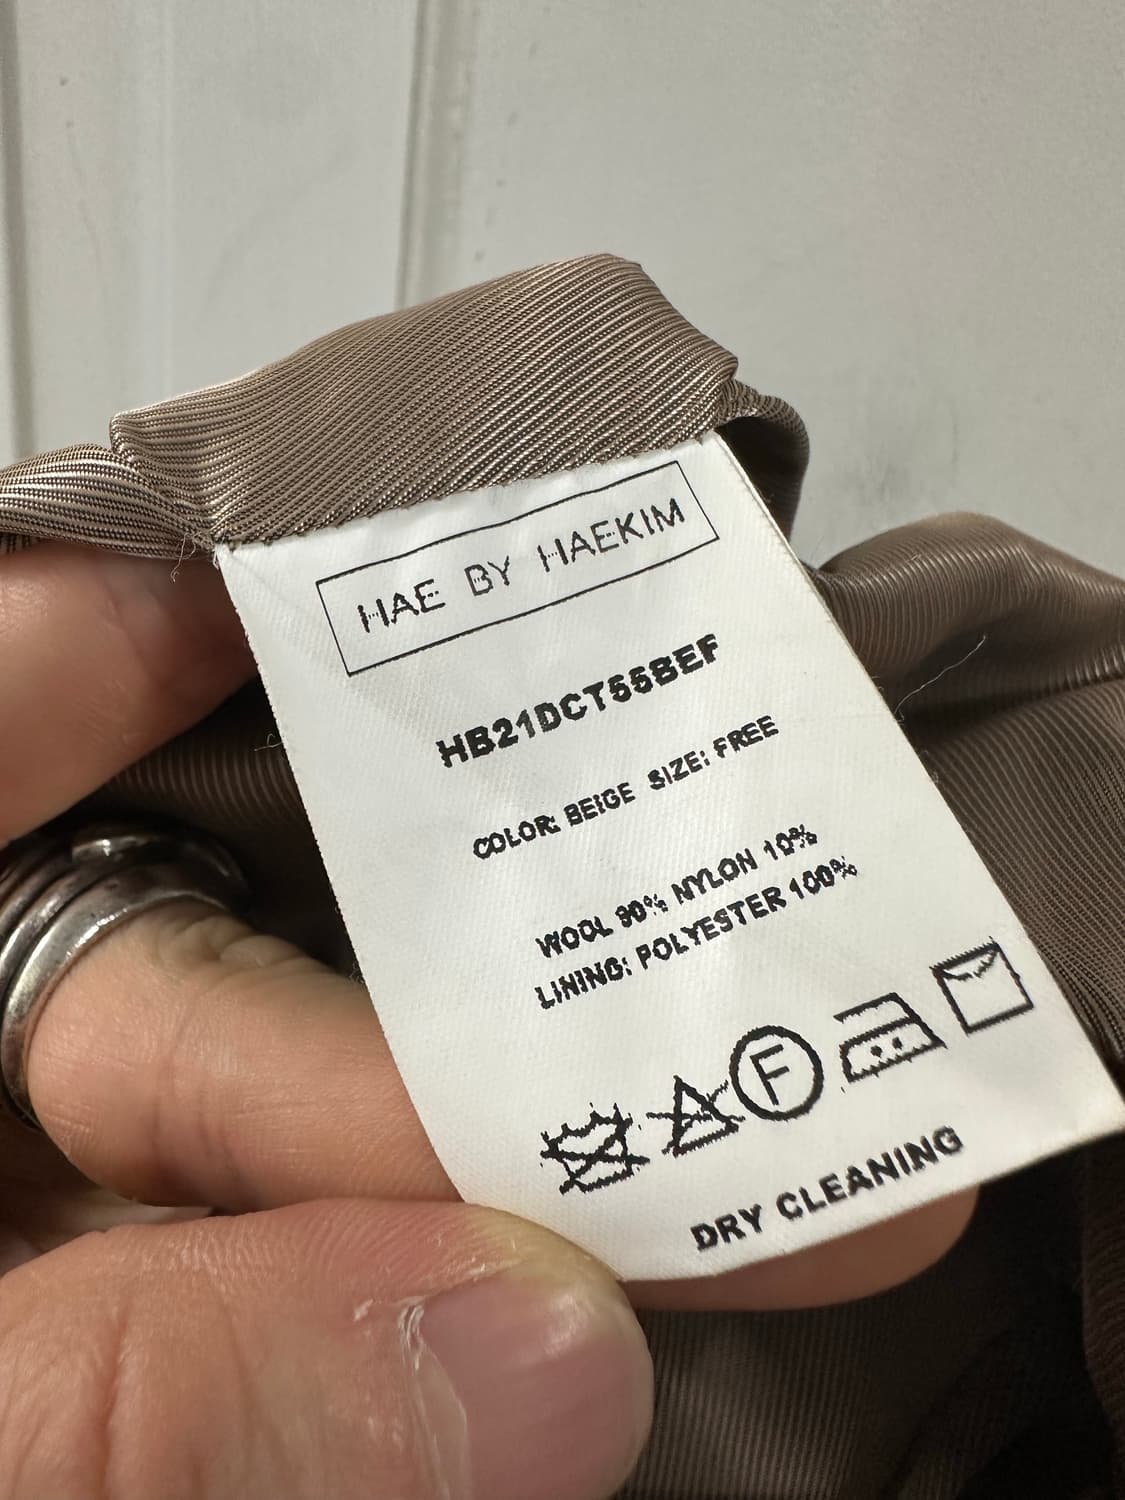 HAE BY HAEKIM
HB21DCT55BEF
COLOR: BEIGE SIZE: FREE
WOOL 90% NYLON 10%
LINING: POLYESTER 100%
F
DRY CLEANING